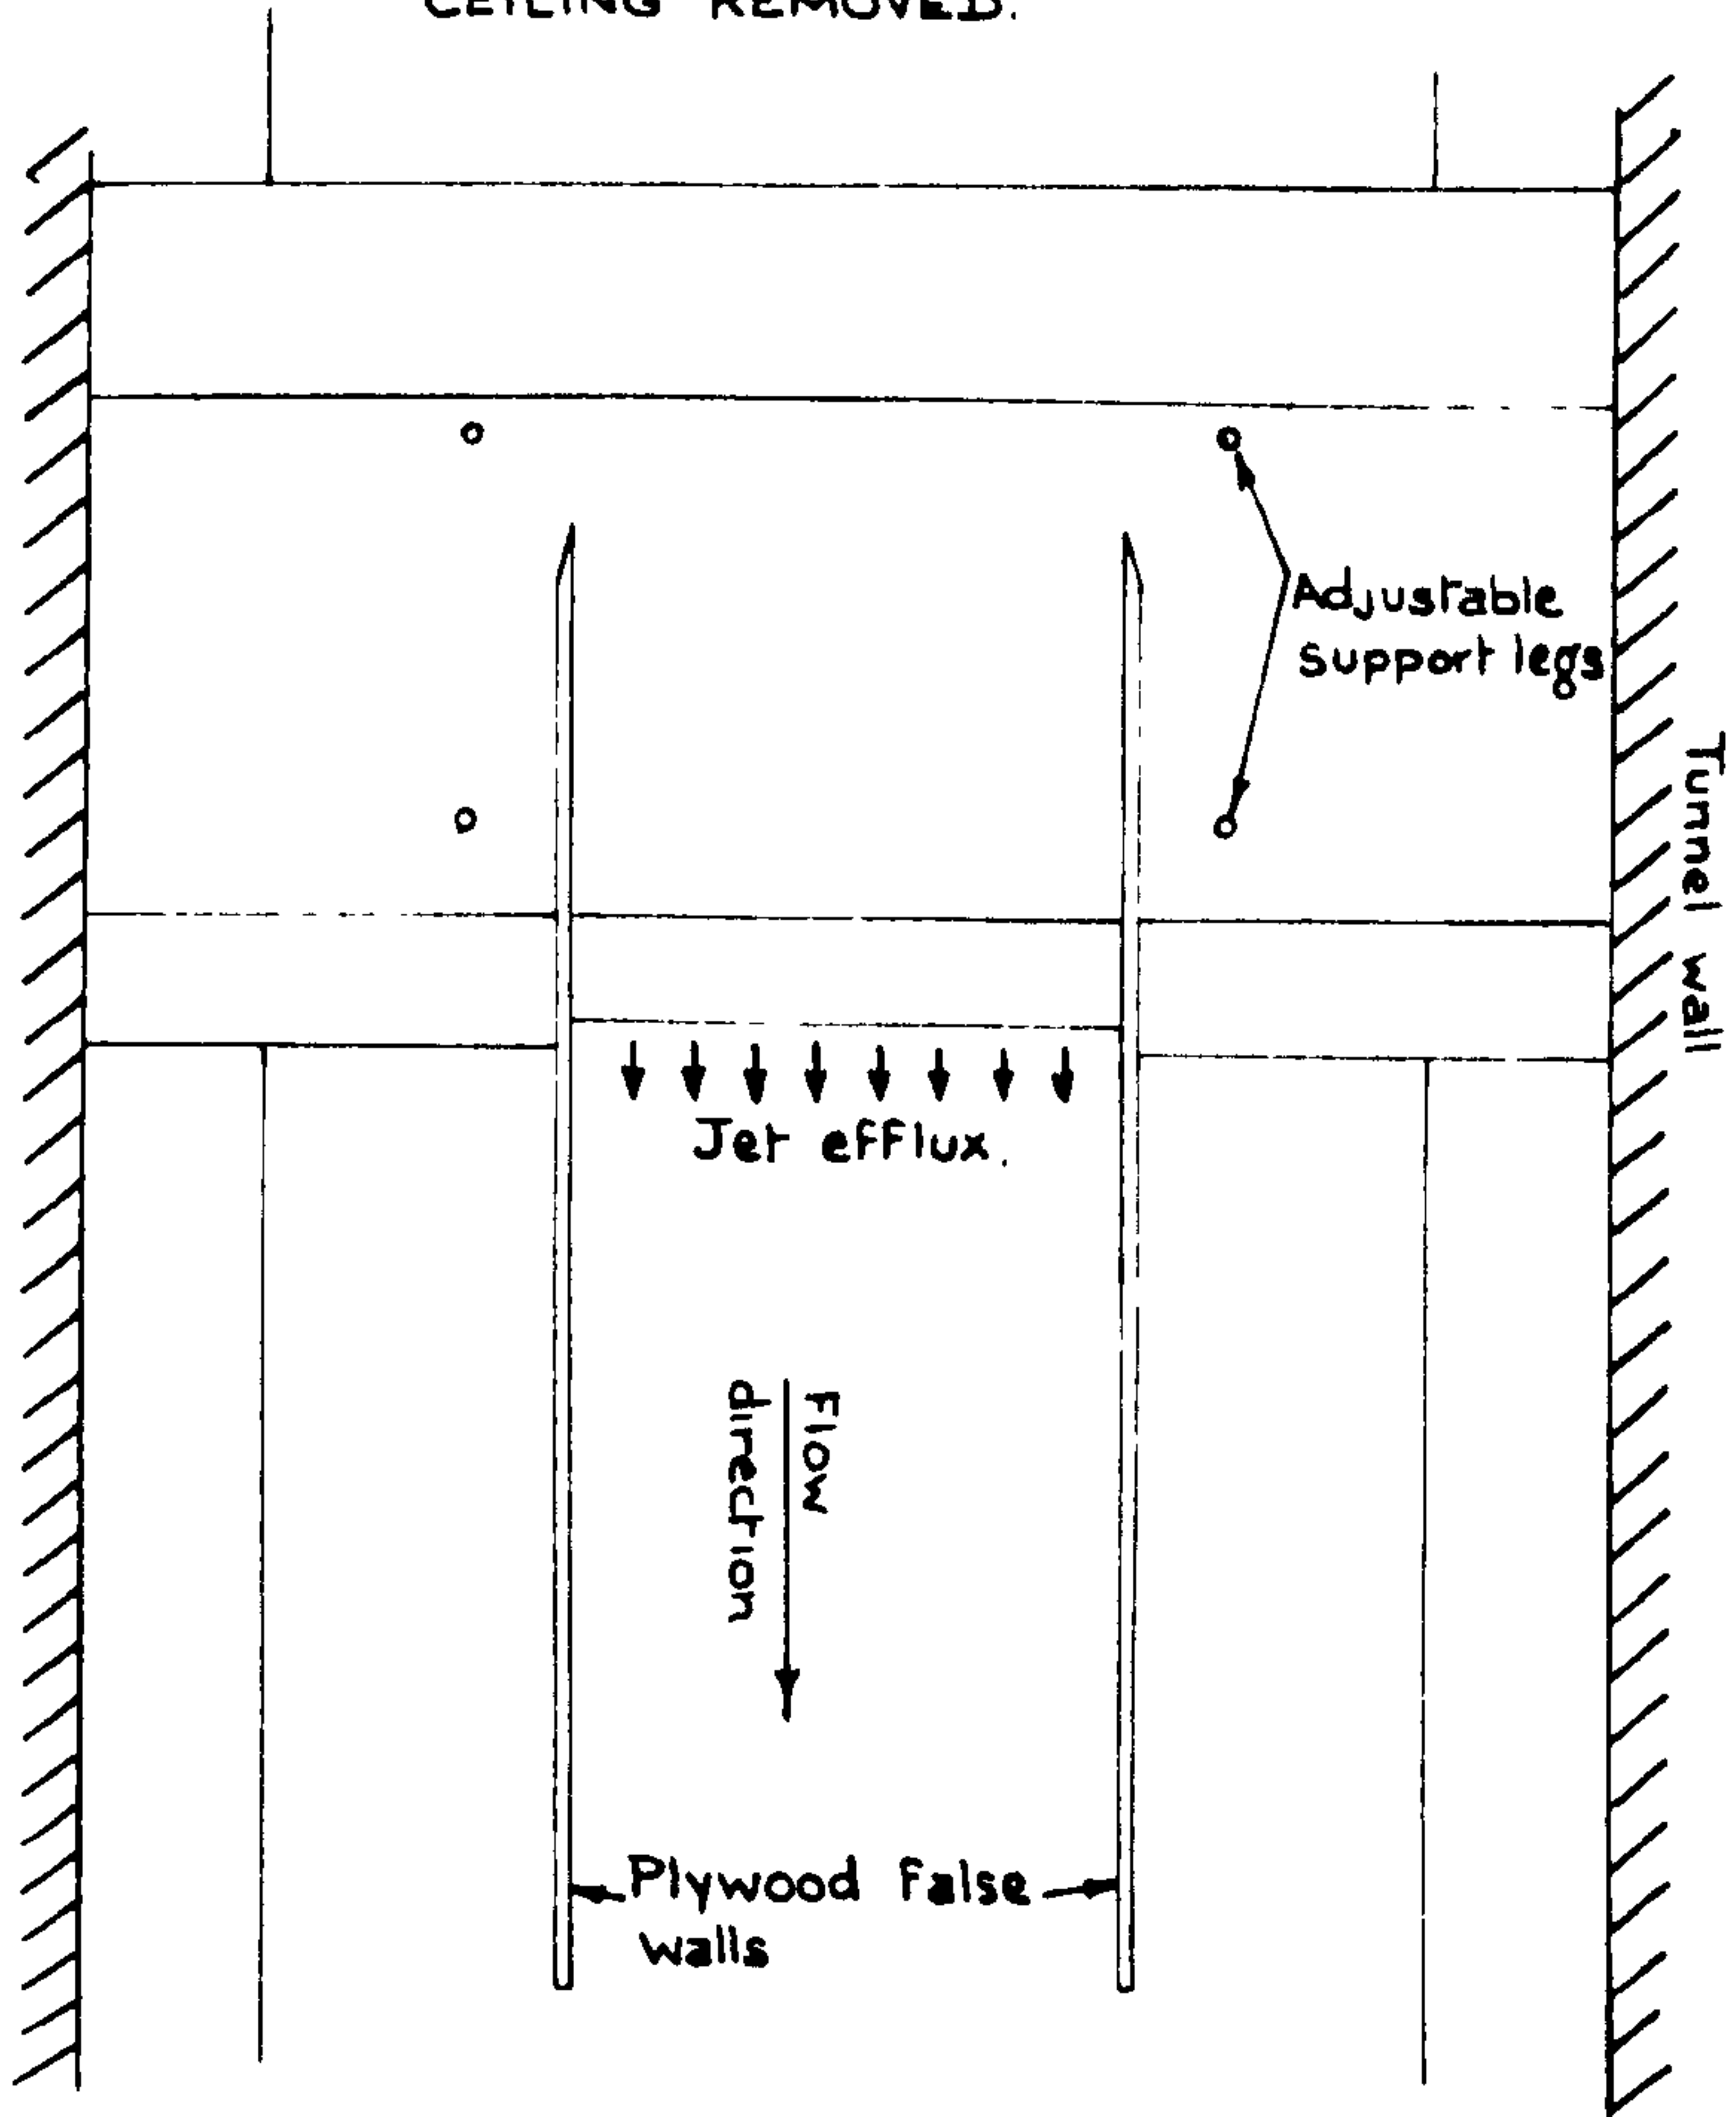 CEILING REMOVED.
Adjustable
support legs
Tunnel wall
Jet efflux.
Flow
direction
Plywood false
walls